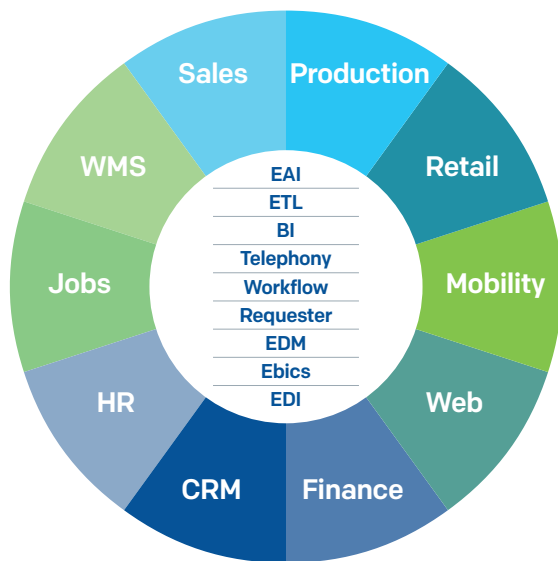 Sales
Production
Retail
Mobility
Web
Finance
CRM
HR
Jobs
WMS
EAI
ETL
BI
Telephony
Workflow
Requester
EDM
Ebics
EDI